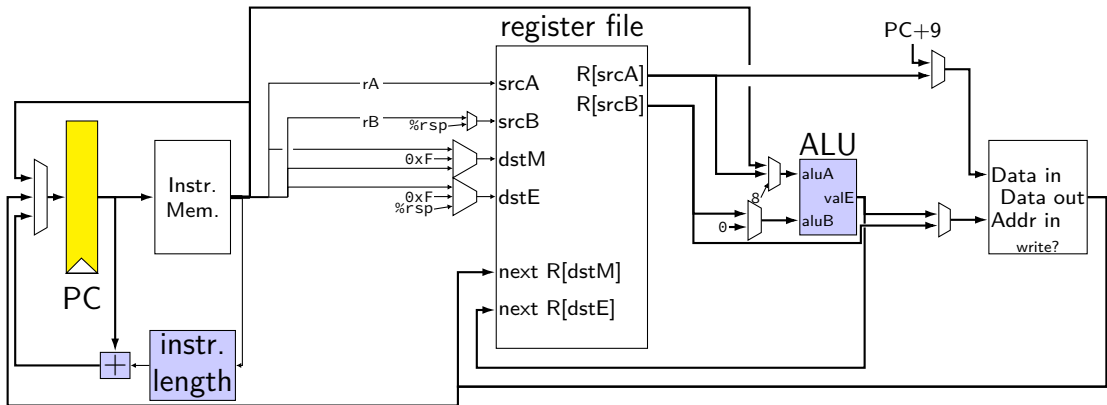 register file
PC+9
srcA
R[srcA]
rA
R[srcB]
srcB
rB
%rsp
ALU
dstM
0xF
Instr.
Mem.
aluA
Data in
dstE
0xF
%rsp
8
valE
Data out
aluB
Addr in
0
write?
next R[dstM]
PC
next R[dstE]
+
instr.
length